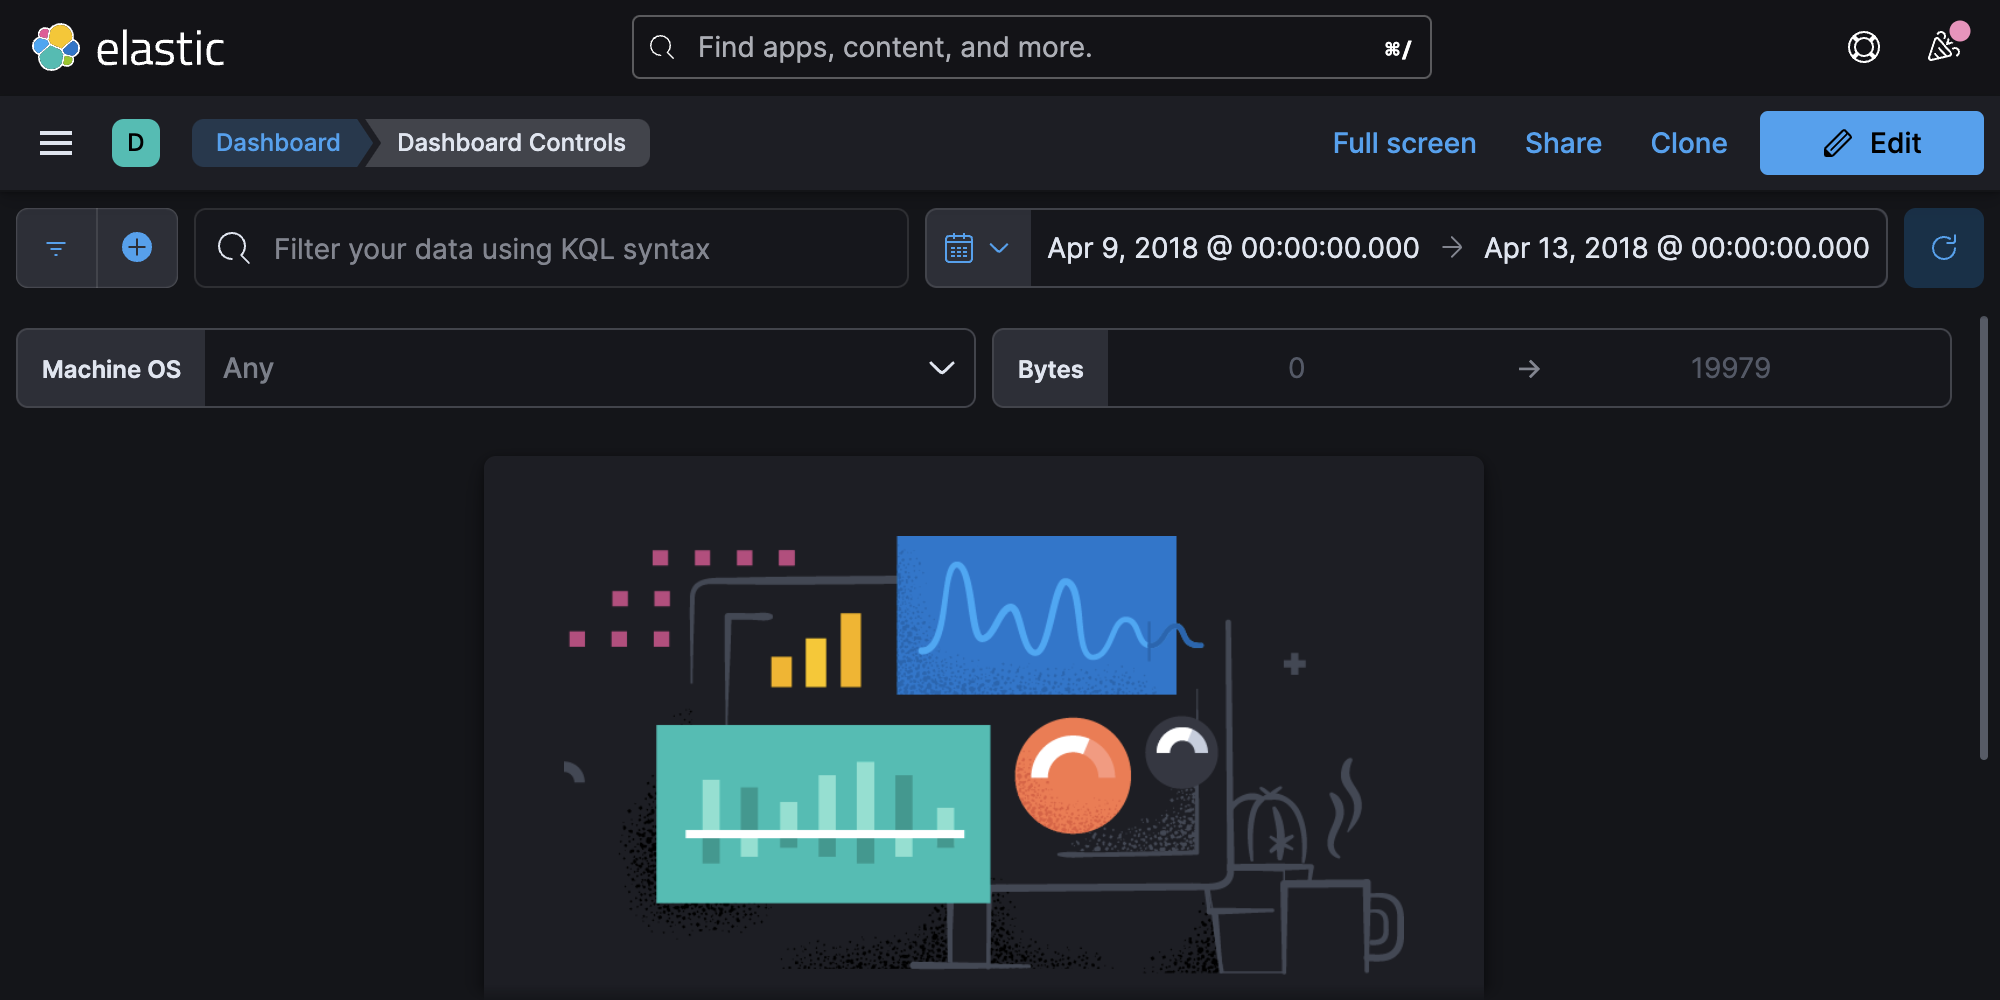 elastic
Find apps, content, and more.
⌘/
D
Dashboard
Dashboard Controls
Full screen
Share
Clone
Edit
Filter your data using KQL syntax
Apr 9, 2018 @ 00:00:00.000 → Apr 13, 2018 @ 00:00:00.000
Machine OS
Any
Bytes
0 → 19979